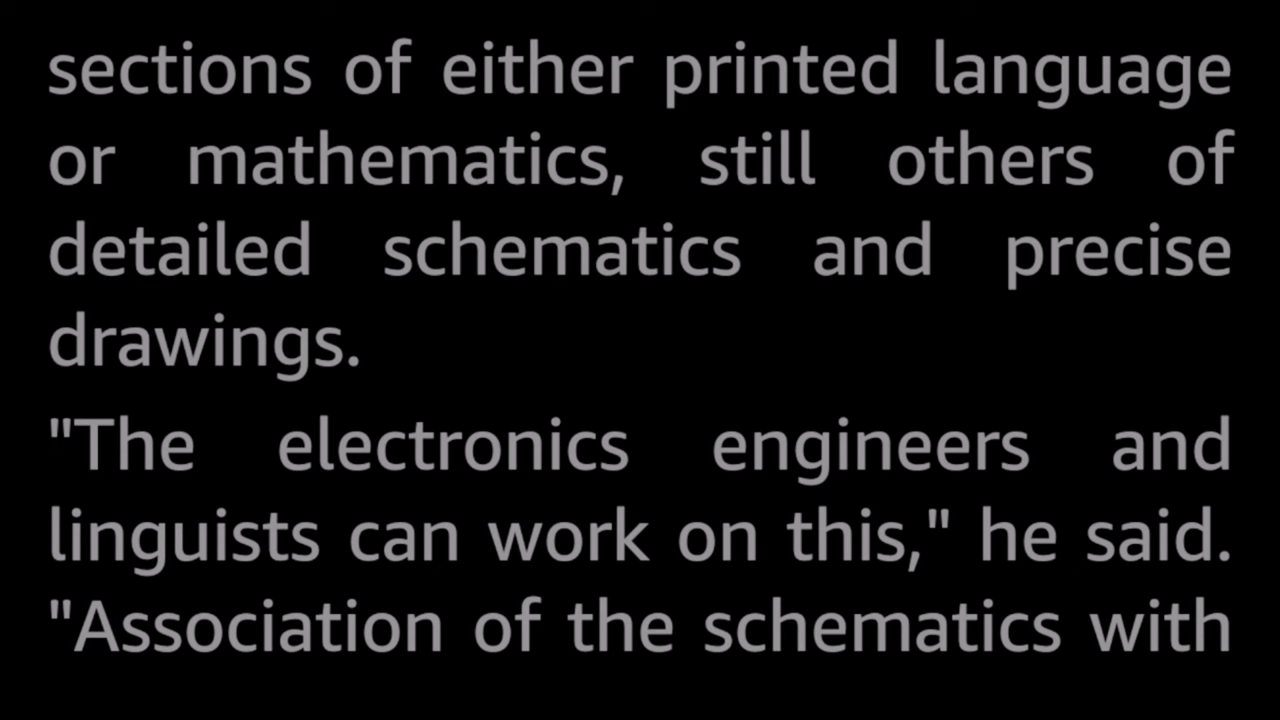 sections of either printed language
or mathematics, still others of
detailed schematics and precise
drawings.
"The electronics engineers and
linguists can work on this," he said.
"Association of the schematics with